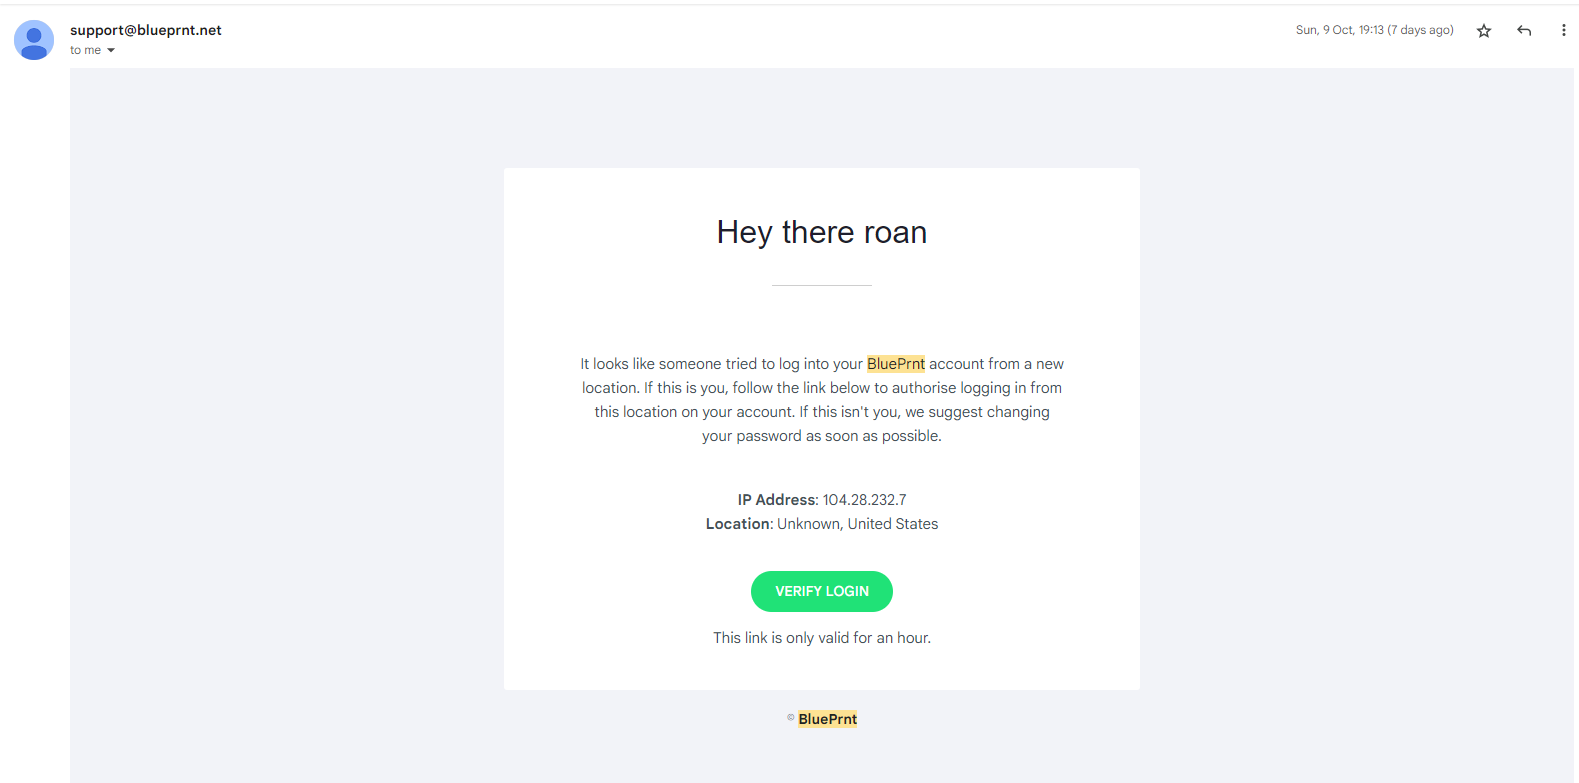 support@blueprnt.net
Sun, 9 Oct, 19:13 (7 days ago)
to me
Hey there roan
It looks like someone tried to log into your BluePrnt account from a new
location. If this is you, follow the link below to authorise logging in from
this location on your account. If this isn't you, we suggest changing
your password as soon as possible.
IP Address: 104.28.232.7
Location: Unknown, United States
VERIFY LOGIN
This link is only valid for an hour.
© BluePrnt